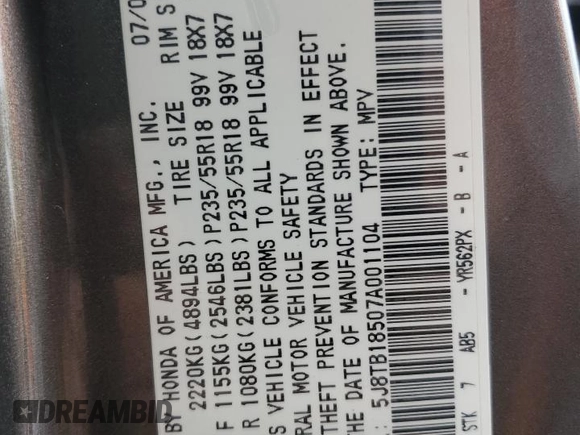 BY HONDA OF AMERICA MFG., INC. 07/0
2220KG(4894LBS) TIRE SIZE RIM S
F 1155KG(2546LBS)P235/55R18 99V 18X7
R 1080KG(2381LBS)P235/55R18 99V 18X7
S VEHICLE CONFORMS TO ALL APPLICABLE
RAL MOTOR VEHICLE SAFETY
THEFT PREVENTION STANDARDS IN EFFECT
THE DATE OF MANUFACTURE SHOWN ABOVE.
: 5J8TB18507A001104 TYPE: MPV
STK 7 AB5 - YR562PX - B - A
DREAMBID